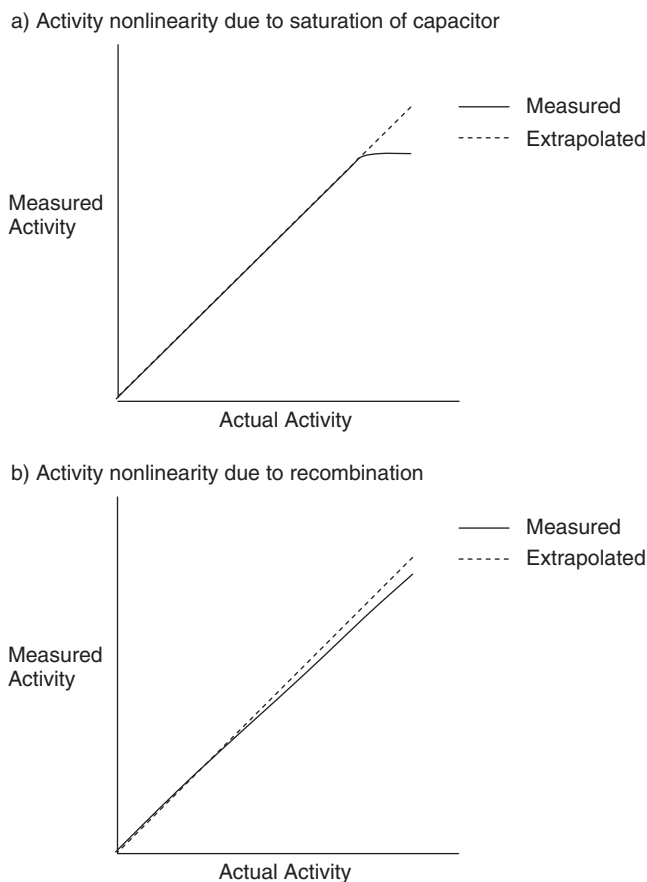 a) Activity nonlinearity due to saturation of capacitor
Measured
Extrapolated
Measured
Activity
Actual Activity
b) Activity nonlinearity due to recombination
Measured
Extrapolated
Measured
Activity
Actual Activity